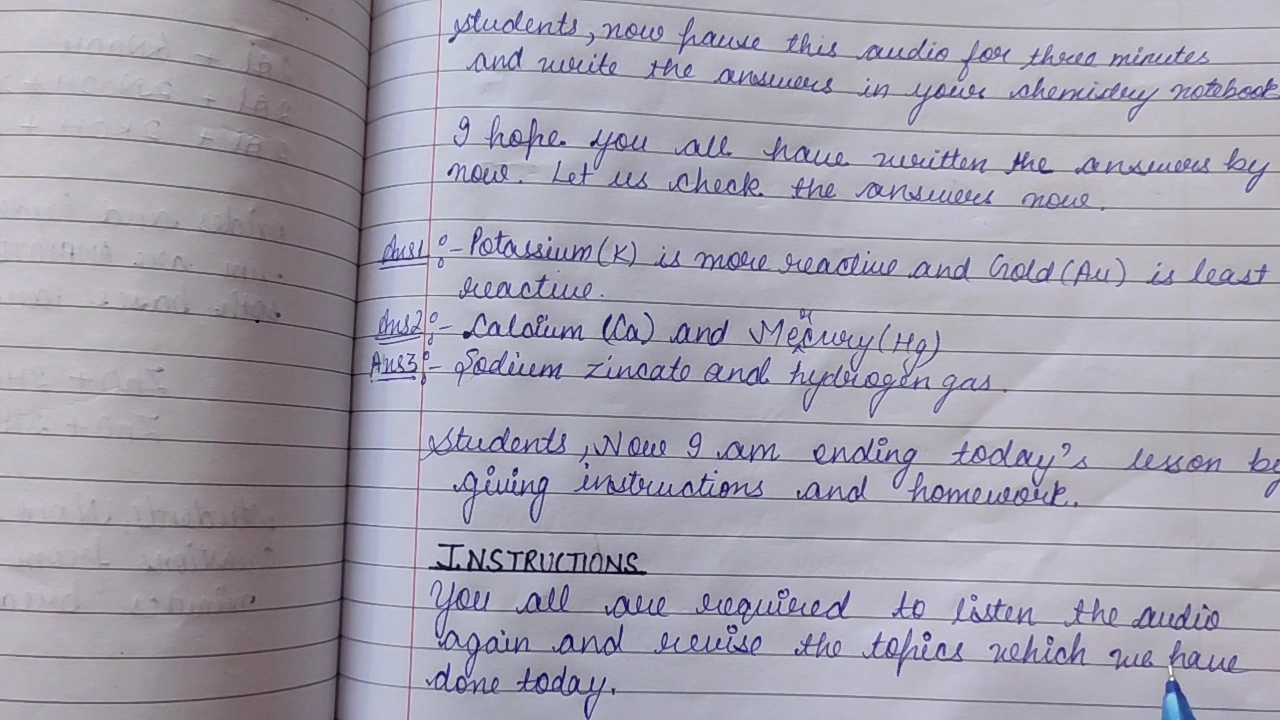 students, now pause this audio for three minutes
and write the answers in your chemistry notebook
I hope you all have written the answers by
now. Let us check the answers now.
Ans1:- Potassium(K) is more reactive and Gold(Au) is least
reactive.
Ans2:- Calcium (Ca) and Mercury(Hg)
Ans3:- Sodium zincate and hydrogen gas.
Students, Now I am ending today's lesson by
giving instructions and homework.
INSTRUCTIONS
You all are required to listen the audio
again and revise the topics which we have
done today.